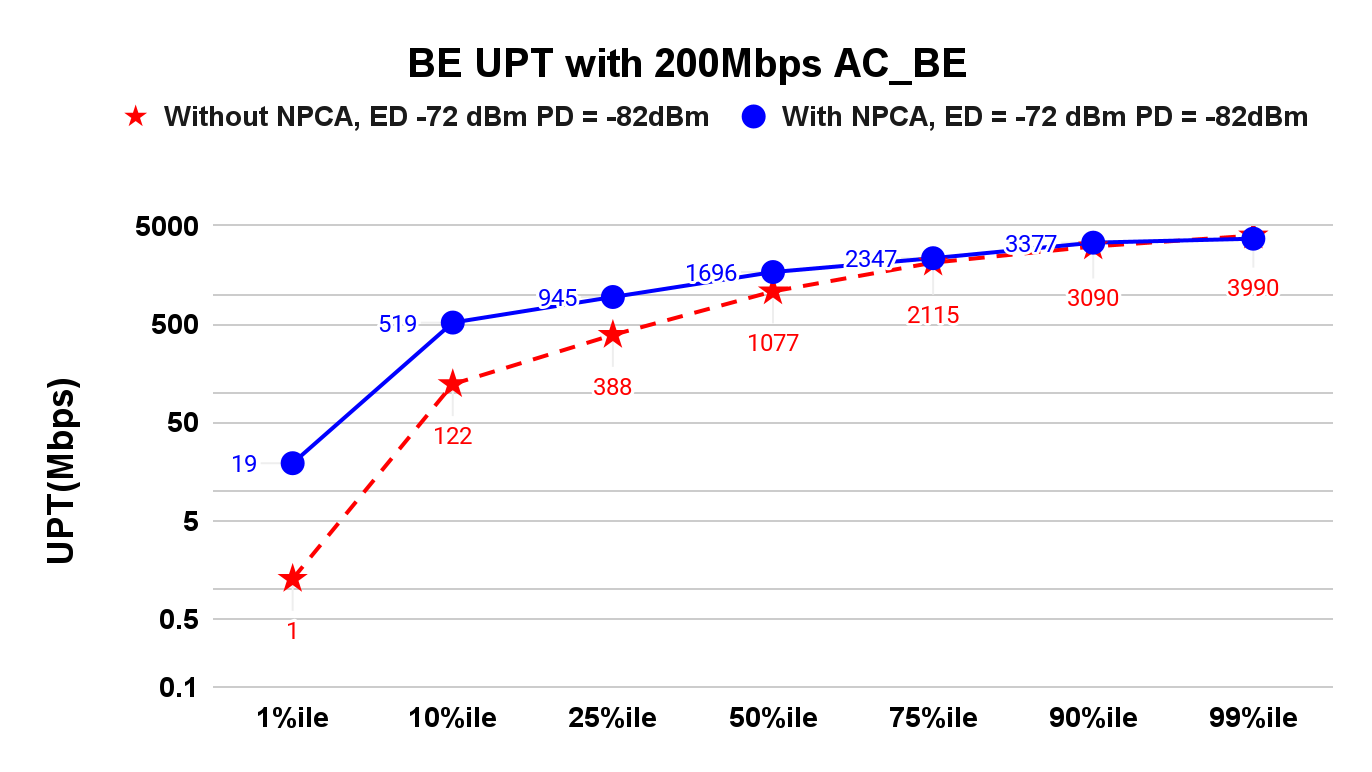 BE UPT with 200Mbps AC_BE
Without NPCA, ED -72 dBm PD = -82dBm
With NPCA, ED = -72 dBm PD = -82dBm
UPT(Mbps)
5000
500
50
5
0.5
0.1
19
519
945
1696
2347
3377
1
122
388
1077
2115
3090
3990
1%ile
10%ile
25%ile
50%ile
75%ile
90%ile
99%ile